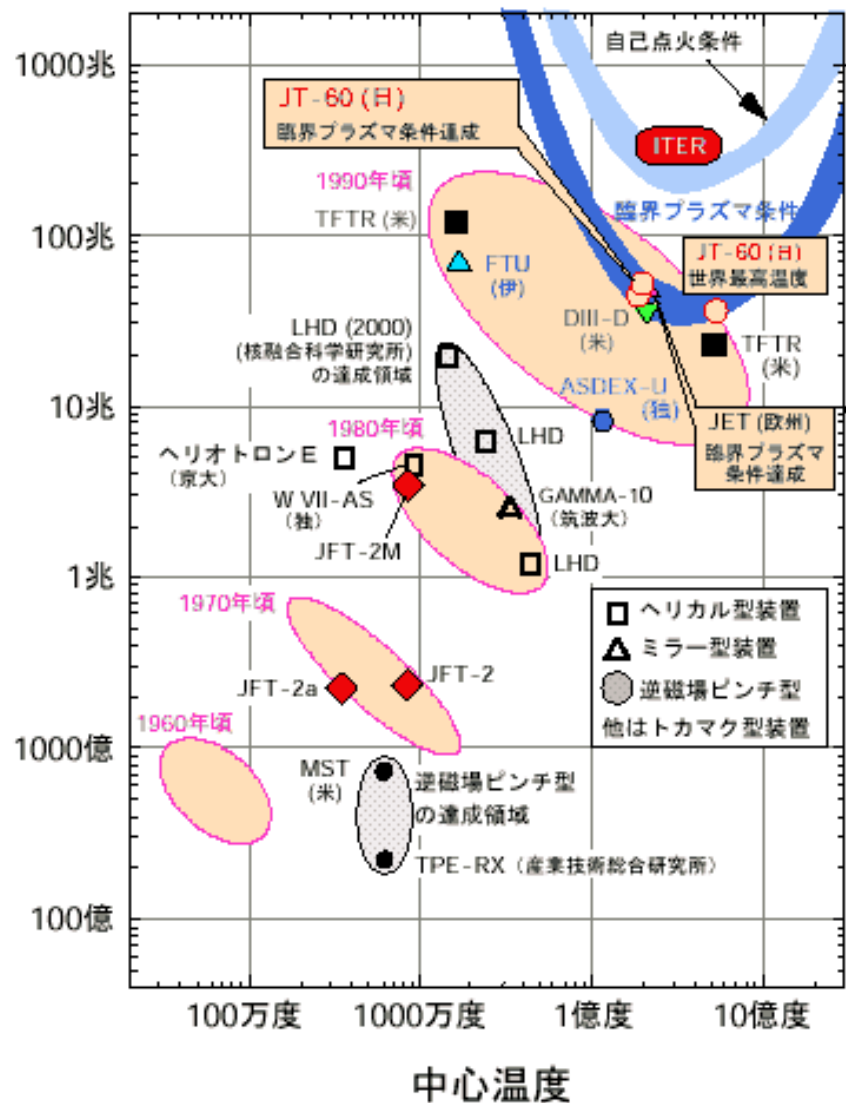 1000兆
自己点火条件
JT-60 (日)
臨界プラズマ条件達成
ITER
1990年頃
TFTR (米)
臨界プラズマ条件
100兆
FTU
(伊)
JT-60 (日)
世界最高温度
DIII-D
(米)
LHD (2000)
(核融合科学研究所)
の達成領域
TFTR
(米)
ASDEX-U
(独)
10兆
1980年頃
JET (欧州)
臨界プラズマ
条件達成
LHD
ヘリオトロンE
(京大)
W VII-AS
(独)
GAMMA-10
(筑波大)
JFT-2M
LHD
1兆
1970年頃
ヘリカル型装置
ミラー型装置
逆磁場ピンチ型
他はトカマク型装置
JFT-2a
JFT-2
1960年頃
1000億
MST
(米)
逆磁場ピンチ型
の達成領域
TPE-RX (産業技術総合研究所)
100億
100万度
1000万度
1億度
10億度
中心温度